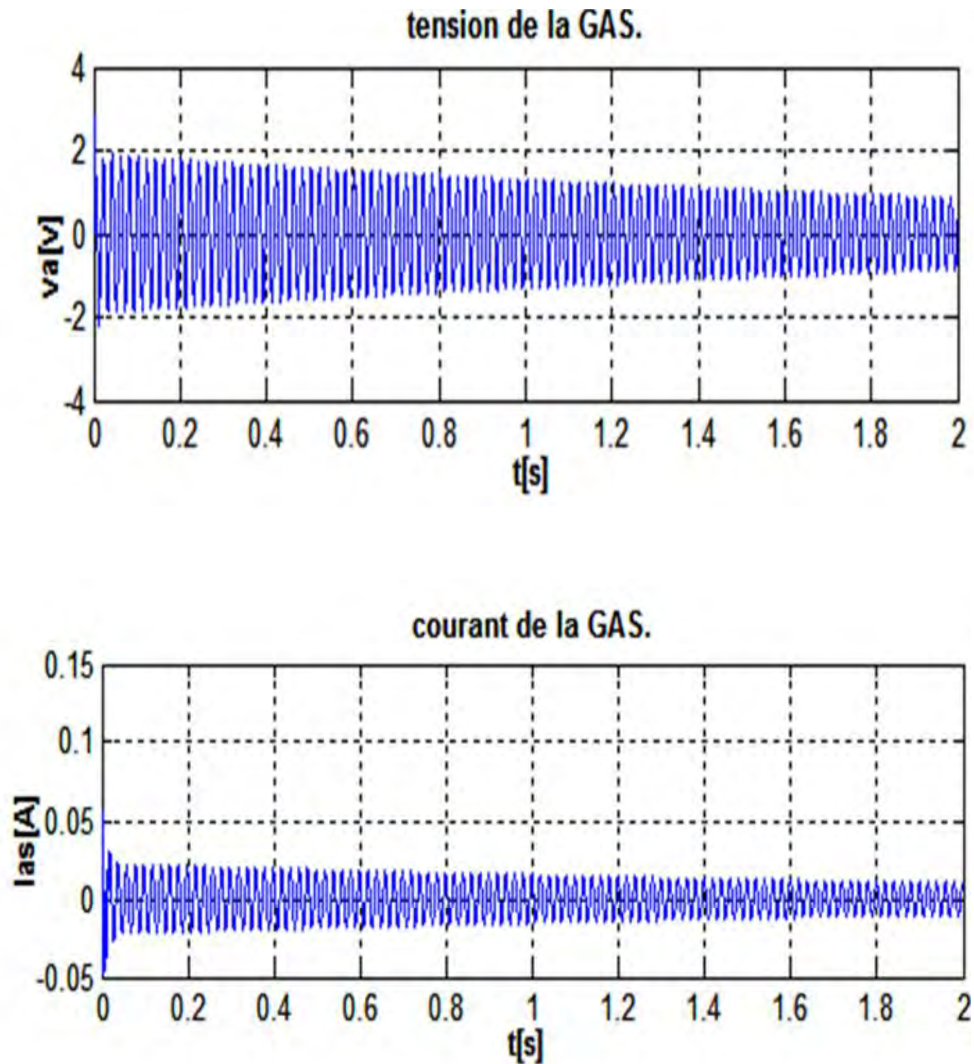 tension de la GAS.
4
2
0
-2
-4
va[v]
0 0.2 0.4 0.6 0.8 1 1.2 1.4 1.6 1.8 2
t[s]
courant de la GAS.
0.15
0.1
0.05
0
-0.05
Ias[A]
0 0.2 0.4 0.6 0.8 1 1.2 1.4 1.6 1.8 2
t[s]